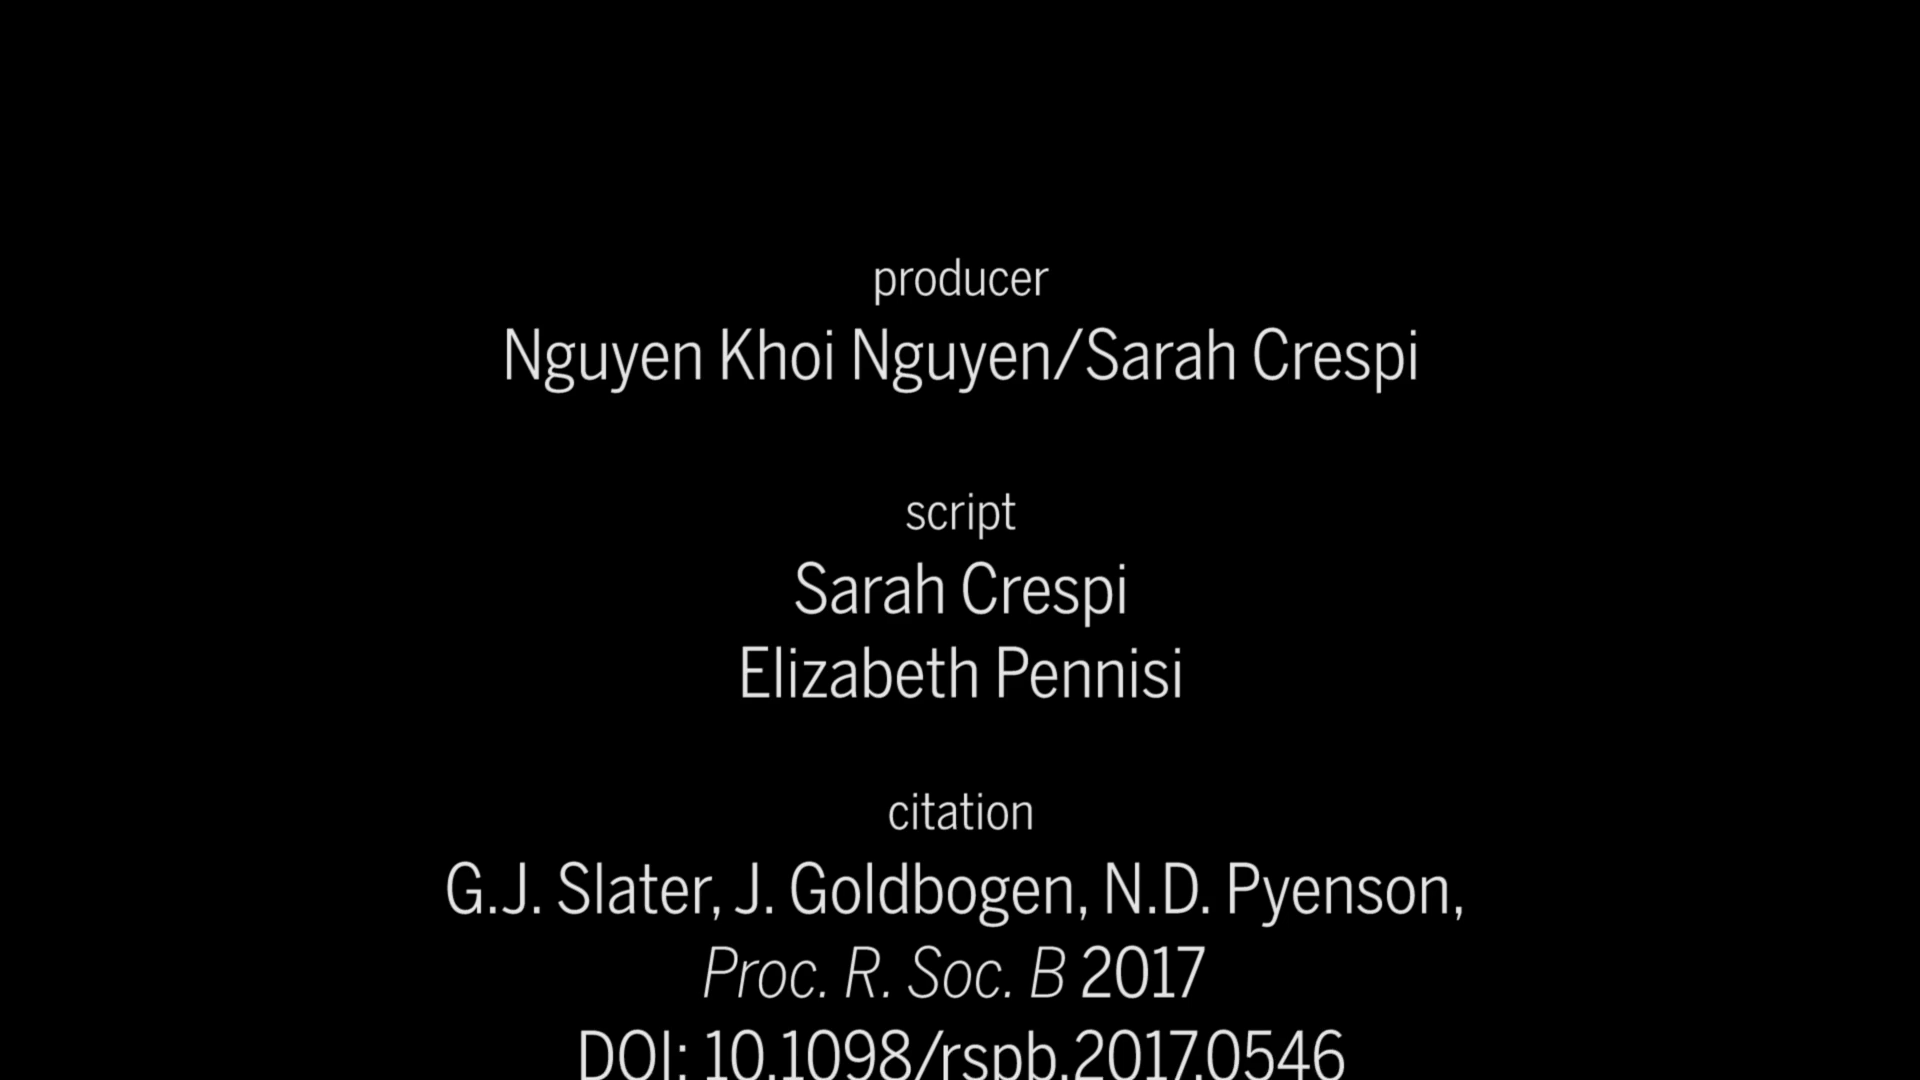 producer
Nguyen Khoi Nguyen/Sarah Crespi
script
Sarah Crespi
Elizabeth Pennisi
citation
G.J. Slater, J. Goldbogen, N.D. Pyenson,
Proc. R. Soc. B 2017
DOI: 10.1098/rspb.2017.0546